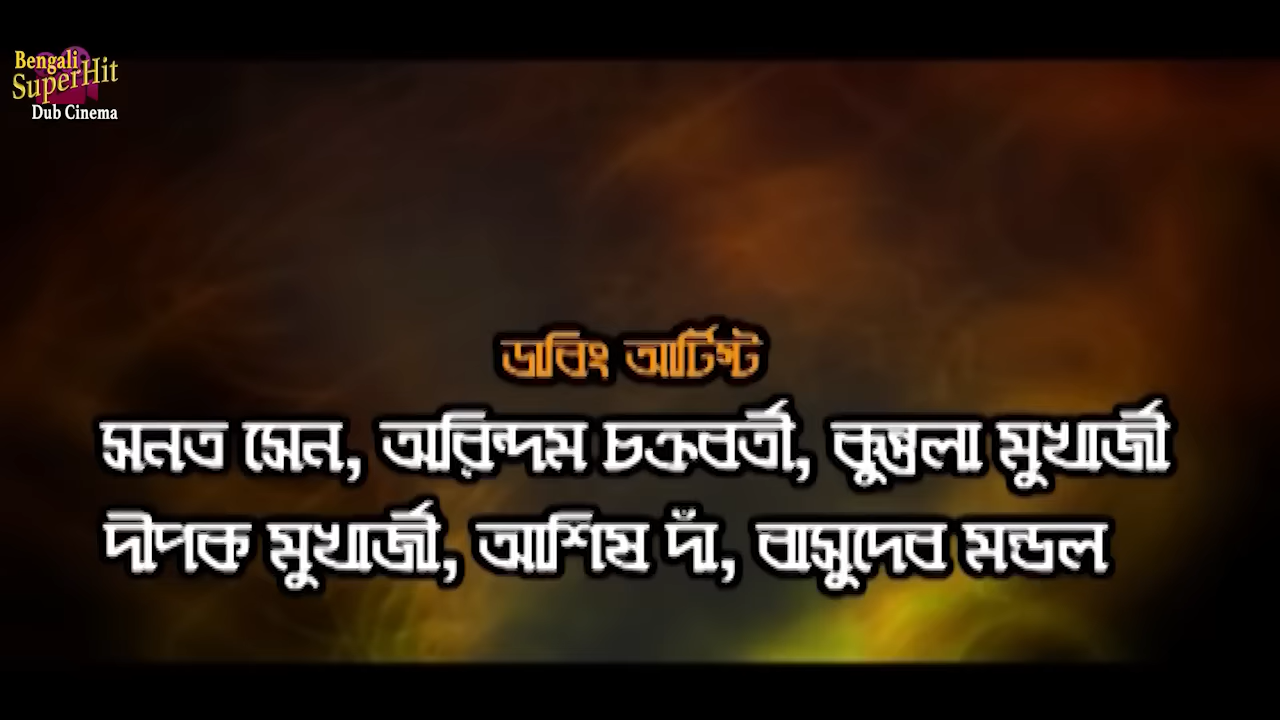 Bengali
SuperHit
Dub Cinema
ডাবিং আর্টিস্ট
সনত সেন, অরিন্দম চক্রবর্তী, কুন্তলা মুখার্জী
দীপক মুখার্জী, আশিষ দাঁ, বাসুদেব মন্ডল